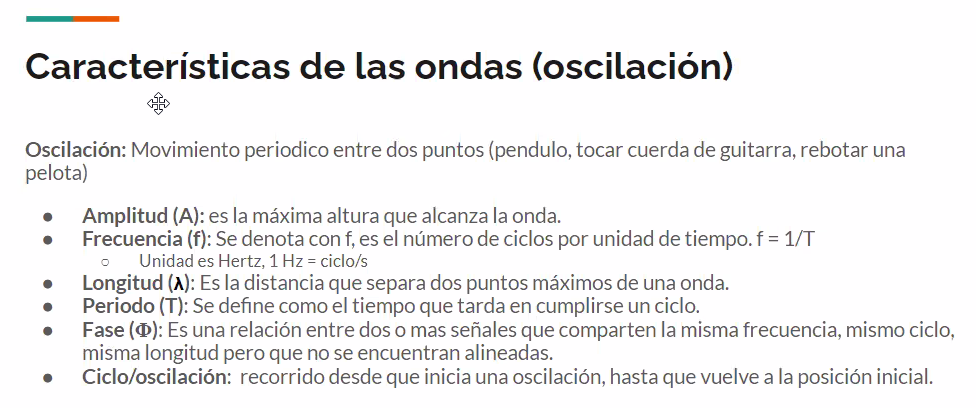 Características de las ondas (oscilación)
Oscilación: Movimiento periodico entre dos puntos (pendulo, tocar cuerda de guitarra, rebotar una
pelota)
● Amplitud (A): es la máxima altura que alcanza la onda.
● Frecuencia (f): Se denota con f, es el número de ciclos por unidad de tiempo. f = 1/T
○ Unidad es Hertz, 1 Hz = ciclo/s
● Longitud (λ): Es la distancia que separa dos puntos máximos de una onda.
● Periodo (T): Se define como el tiempo que tarda en cumplirse un ciclo.
● Fase (Φ): Es una relación entre dos o mas señales que comparten la misma frecuencia, mismo ciclo,
misma longitud pero que no se encuentran alineadas.
● Ciclo/oscilación: recorrido desde que inicia una oscilación, hasta que vuelve a la posición inicial.